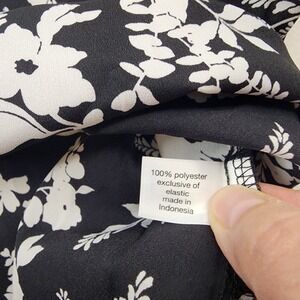 100% polyester
exclusive of
elastic
made in
Indonesia